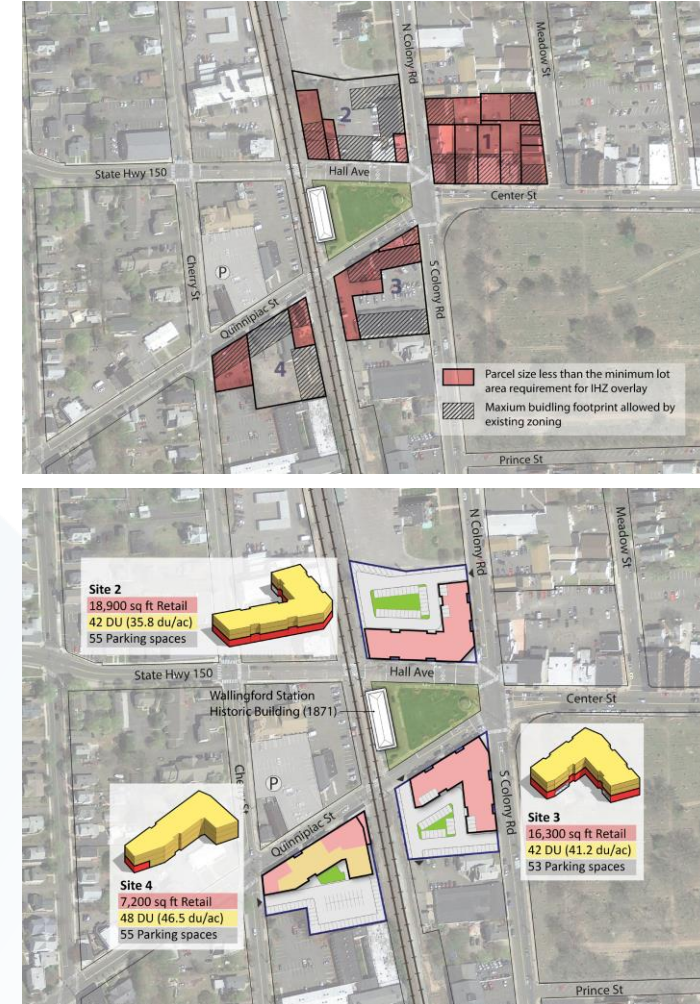 N Colony Rd
Meadow St
2
1
State Hwy 150
Hall Ave
Center St
Cherry St
P
3
S Colony Rd
Quinnipiac St
4
Parcel size less than the minimum lot
area requirement for IHZ overlay
Maxium buidling footprint allowed by
existing zoning
Prince St
N Colony Rd
Meadow St
Site 2
18,900 sq ft Retail
42 DU (35.8 du/ac)
55 Parking spaces
State Hwy 150
Hall Ave
Wallingford Station
Historic Building (1871)
Center St
P
S Colony Rd
Quinnipiac St
Site 3
16,300 sq ft Retail
42 DU (41.2 du/ac)
53 Parking spaces
Site 4
7,200 sq ft Retail
48 DU (46.5 du/ac)
55 Parking spaces
Prince St